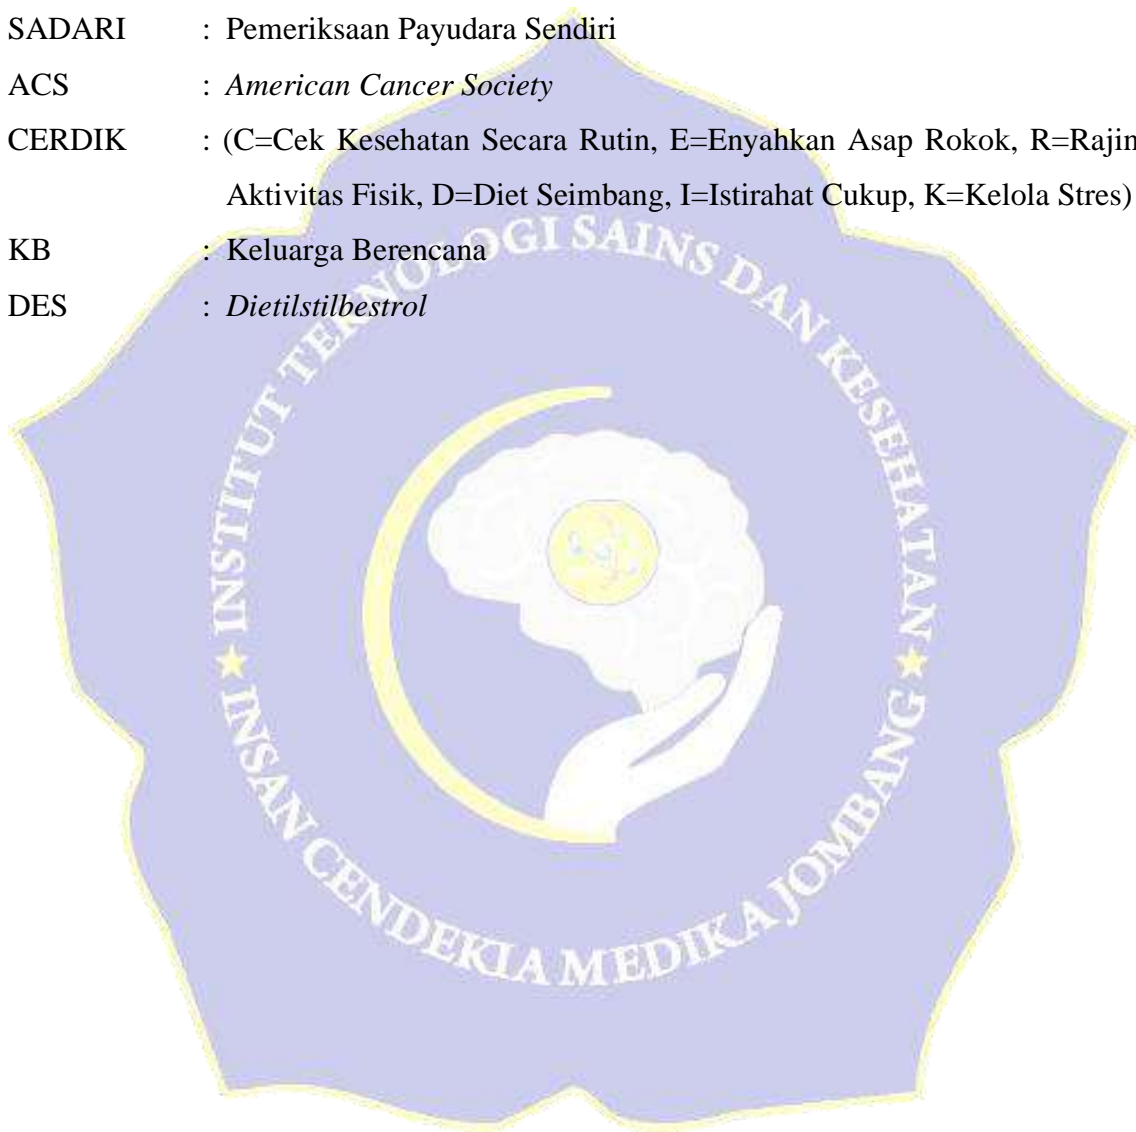 SADARI : Pemeriksaan Payudara Sendiri
ACS : American Cancer Society
CERDIK : (C=Cek Kesehatan Secara Rutin, E=Enyahkan Asap Rokok, R=Rajin
Aktivitas Fisik, D=Diet Seimbang, I=Istirahat Cukup, K=Kelola Stres)
KB : Keluarga Berencana
DES : Dietilstilbestrol
INSTITUT TEKNOLOGI SAINS DAN KESEHATAN
INSAN CENDEKIA MEDIKA JOMBANG